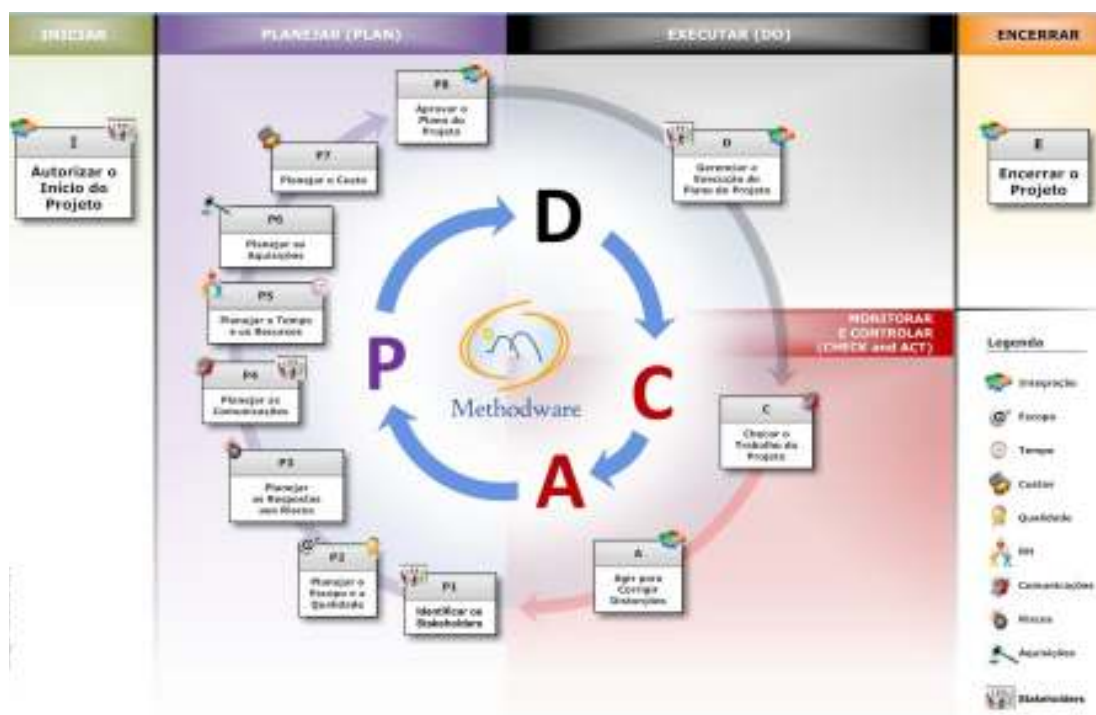 INICIAR
PLANEJAR (PLAN)
EXECUTAR (DO)
ENCERRAR
I
Autorizar o
Início do
Projeto
P8
Aprovar o
Plano do
Projeto
P7
Planejar o Custo
P6
Planejar as
Aquisições
P5
Planejar o Tempo
e os Recursos
P4
Planejar as
Comunicações
P3
Planejar
as Respostas
aos Riscos
P2
Planejar o
Escopo e a
Qualidade
P1
Identificar os
Stakeholders
D
Gerenciar a
Execução do
Plano do Projeto
MONITORAR
E CONTROLAR
(CHECK and ACT)
C
Checar o
Trabalho do
Projeto
A
Agir para
Corrigir
Distorções
P
D
C
A
Methodware
E
Encerrar o
Projeto
Legenda
Integração
Escopo
Tempo
Custos
Qualidade
RH
Comunicações
Riscos
Aquisições
Stakeholders